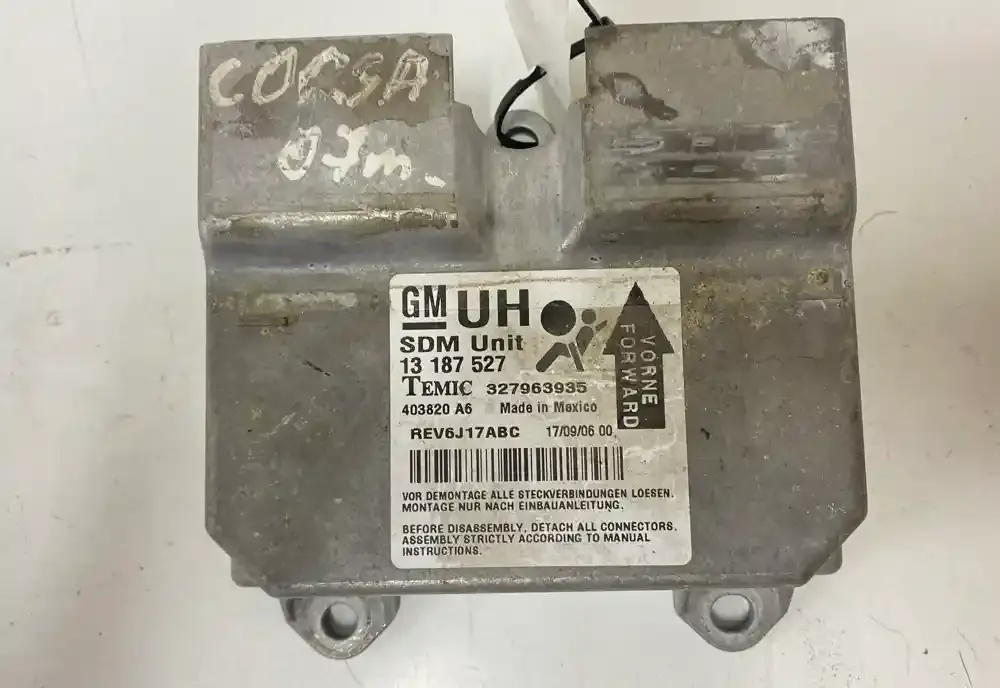 CORSA
07m.
GM UH
SDM Unit
13 187 527
TEMIC 327963935
403820 A6 Made in Mexico
REV6J17ABC 17/09/06 00
VORNE
FORWARD
VOR DEMONTAGE ALLE STECKVERBINDUNGEN LOESEN.
MONTAGE NUR NACH EINBAUANLEITUNG.
BEFORE DISASSEMBLY, DETACH ALL CONNECTORS.
ASSEMBLY STRICTLY ACCORDING TO MANUAL
INSTRUCTIONS.